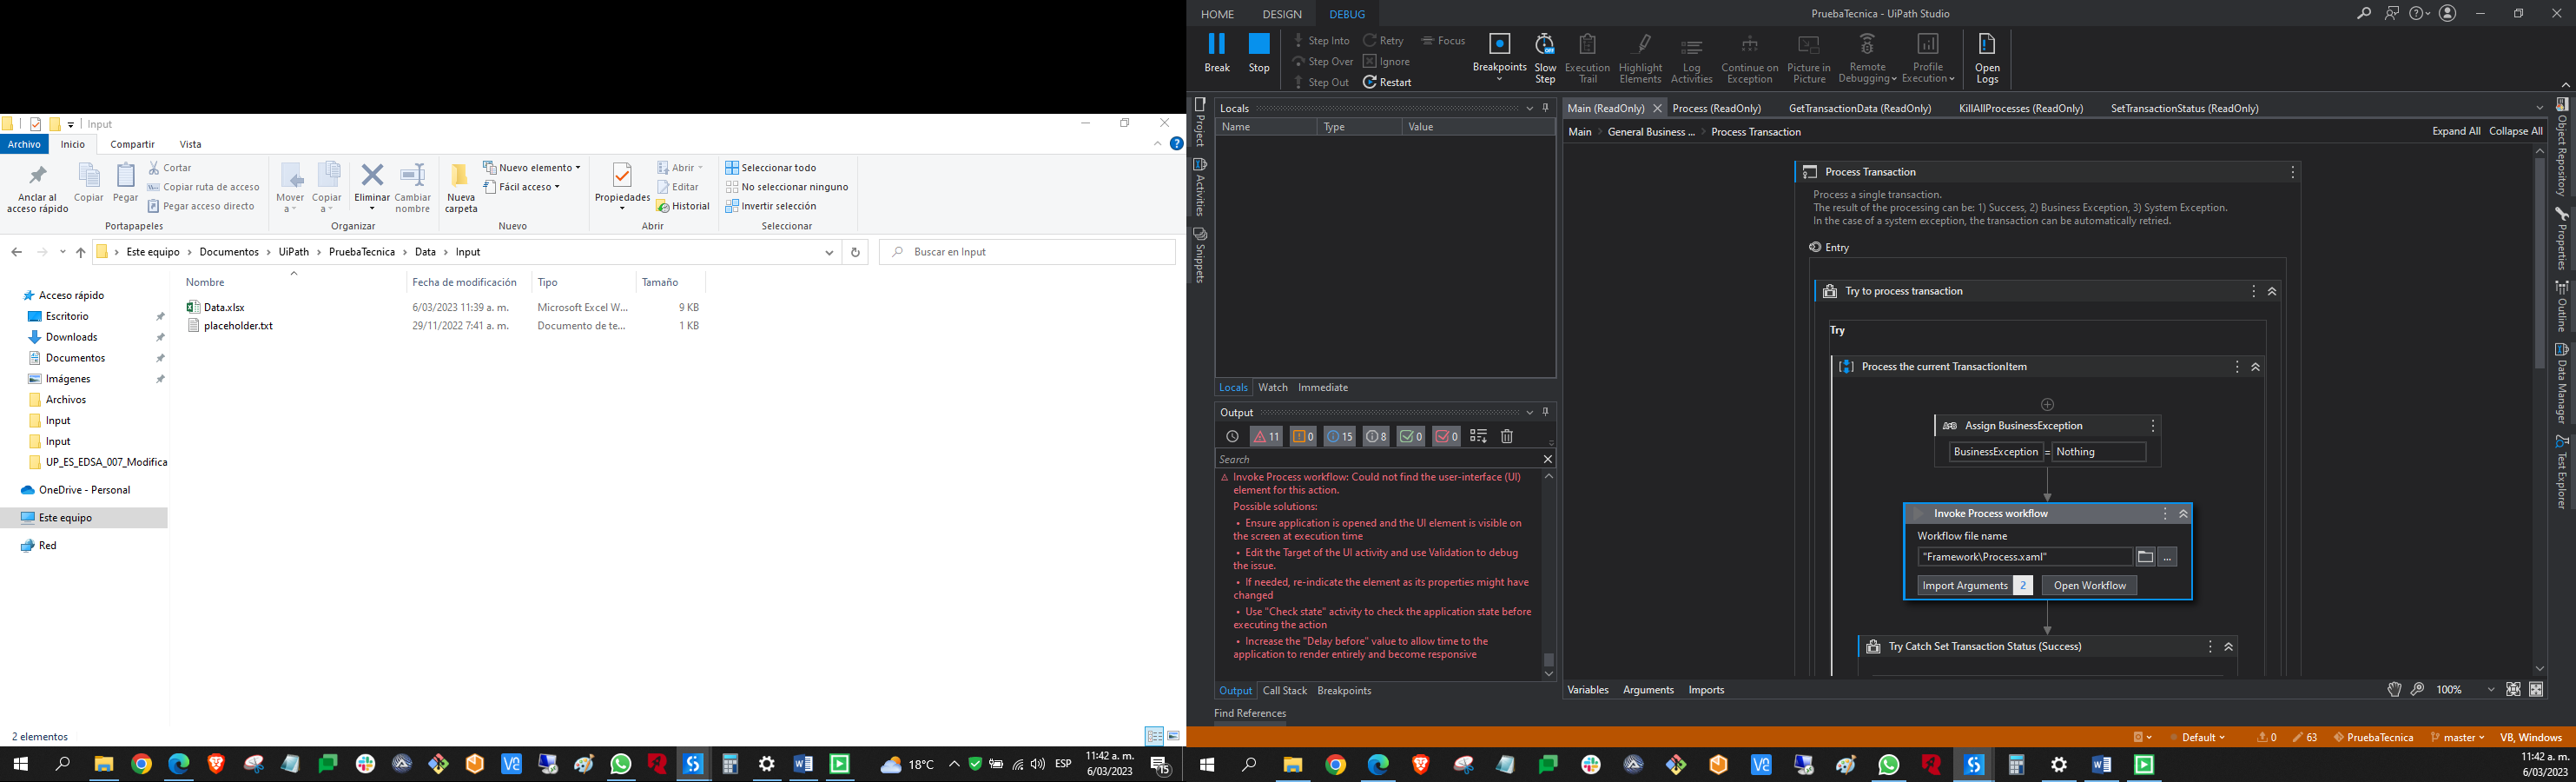 Input
Archivo Inicio Compartir Vista
Anclar al acceso rápido
Copiar
Pegar
Cortar
Copiar ruta de acceso
Pegar acceso directo
Portapapeles
Mover a
Copiar a
Eliminar
Cambiar nombre
Organizar
Nueva carpeta
Nuevo elemento
Fácil acceso
Nuevo
Propiedades
Abrir
Editar
Historial
Abrir
Seleccionar todo
No seleccionar ninguno
Invertir selección
Seleccionar
Este equipo > Documentos > UiPath > PruebaTecnica > Data > Input
Buscar en Input
Nombre Fecha de modificación Tipo Tamaño
Data.xlsx 6/03/2023 11:39 a. m. Microsoft Excel W... 9 KB
placeholder.txt 29/11/2022 7:41 a. m. Documento de te... 1 KB
Acceso rápido
Escritorio
Downloads
Documentos
Imágenes
Archivos
Input
Input
UP_ES_EDSA_007_Modifica
OneDrive - Personal
Este equipo
Red
2 elementos
18°C ESP 11:42 a. m.
6/03/2023
15
HOME DESIGN DEBUG
PruebaTecnica - UiPath Studio
Break
Stop
Step Into
Step Over
Step Out
Retry
Ignore
Restart
Focus
Breakpoints
Slow Step
Execution Trail
Highlight Elements
Log Activities
Continue on Exception
Picture in Picture
Remote Debugging
Profile Execution
Open Logs
Project
Activities
Snippets
Locals
Name Type Value
Locals Watch Immediate
Output
11 0 15 8 0 0
Search
Invoke Process workflow: Could not find the user-interface (UI)
element for this action.
Possible solutions:
• Ensure application is opened and the UI element is visible on
the screen at execution time
• Edit the Target of the UI activity and use Validation to debug
the issue.
• If needed, re-indicate the element as its properties might have
changed
• Use "Check state" activity to check the application state before
executing the action
• Increase the "Delay before" value to allow time to the
application to render entirely and become responsive
Output Call Stack Breakpoints
Find References
Main (ReadOnly) Process (ReadOnly) GetTransactionData (ReadOnly) KillAllProcesses (ReadOnly) SetTransactionStatus (ReadOnly)
Main > General Business ... > Process Transaction
Expand All Collapse All
Process Transaction
Process a single transaction.
The result of the processing can be: 1) Success, 2) Business Exception, 3) System Exception.
In the case of a system exception, the transaction can be automatically retried.
Entry
Try to process transaction
Try
Process the current TransactionItem
Assign BusinessException
BusinessException = Nothing
Invoke Process workflow
Workflow file name
"Framework\Process.xaml"
...
Import Arguments 2 Open Workflow
Try Catch Set Transaction Status (Success)
Variables Arguments Imports
100%
Object Repository
Properties
Outline
Data Manager
Test Explorer
Default 0 63 PruebaTecnica master VB, Windows
11:42 a. m.
6/03/2023